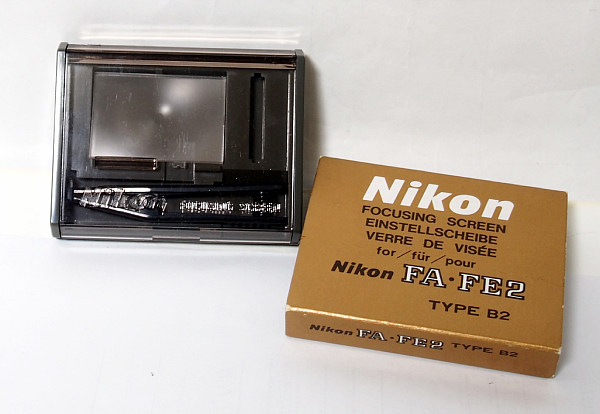 Nikon
Nikon
FOCUSING SCREEN
EINSTELLSCHEIBE
VERRE DE VISÉE
for/für/pour
Nikon FA·FE2
TYPE B2
Nikon FA·FE2 TYPE B2